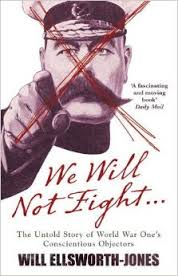 'A fascinating
and moving
book'
Daily Mail
We Will
Not Fight...
The Untold Story of World War One's
Conscientious Objectors
WILL ELLSWORTH-JONES